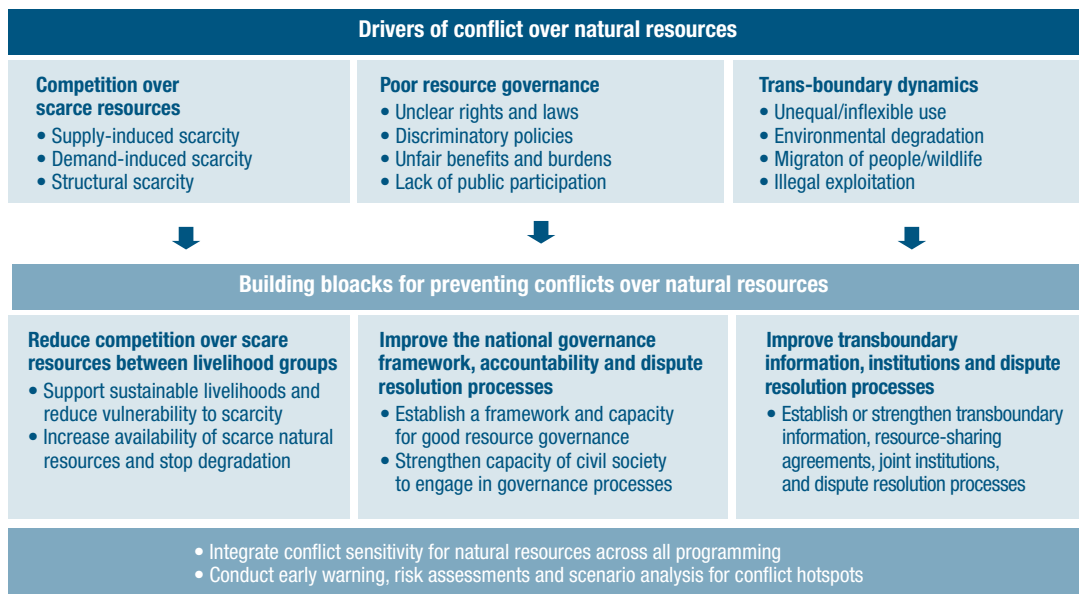 Drivers of conflict over natural resources
Competition over
scarce resources
• Supply-induced scarcity
• Demand-induced scarcity
• Structural scarcity
Poor resource governance
• Unclear rights and laws
• Discriminatory policies
• Unfair benefits and burdens
• Lack of public participation
Trans-boundary dynamics
• Unequal/inflexible use
• Environmental degradation
• Migraton of people/wildlife
• Illegal exploitation
Building bloacks for preventing conflicts over natural resources
Reduce competition over scare
resources between livelihood groups
• Support sustainable livelihoods and
reduce vulnerability to scarcity
• Increase availability of scarce natural
resources and stop degradation
Improve the national governance
framework, accountability and dispute
resolution processes
• Establish a framework and capacity
for good resource governance
• Strengthen capacity of civil society
to engage in governance processes
Improve transboundary
information, institutions and dispute
resolution processes
• Establish or strengthen transboundary
information, resource-sharing
agreements, joint institutions,
and dispute resolution processes
• Integrate conflict sensitivity for natural resources across all programming
• Conduct early warning, risk assessments and scenario analysis for conflict hotspots